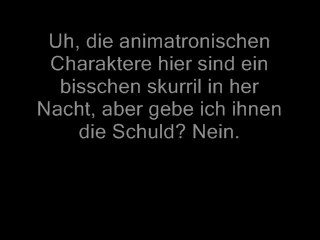 Uh, die animatronischen
Charaktere hier sind ein
bisschen skurril in her
Nacht, aber gebe ich ihnen
die Schuld? Nein.